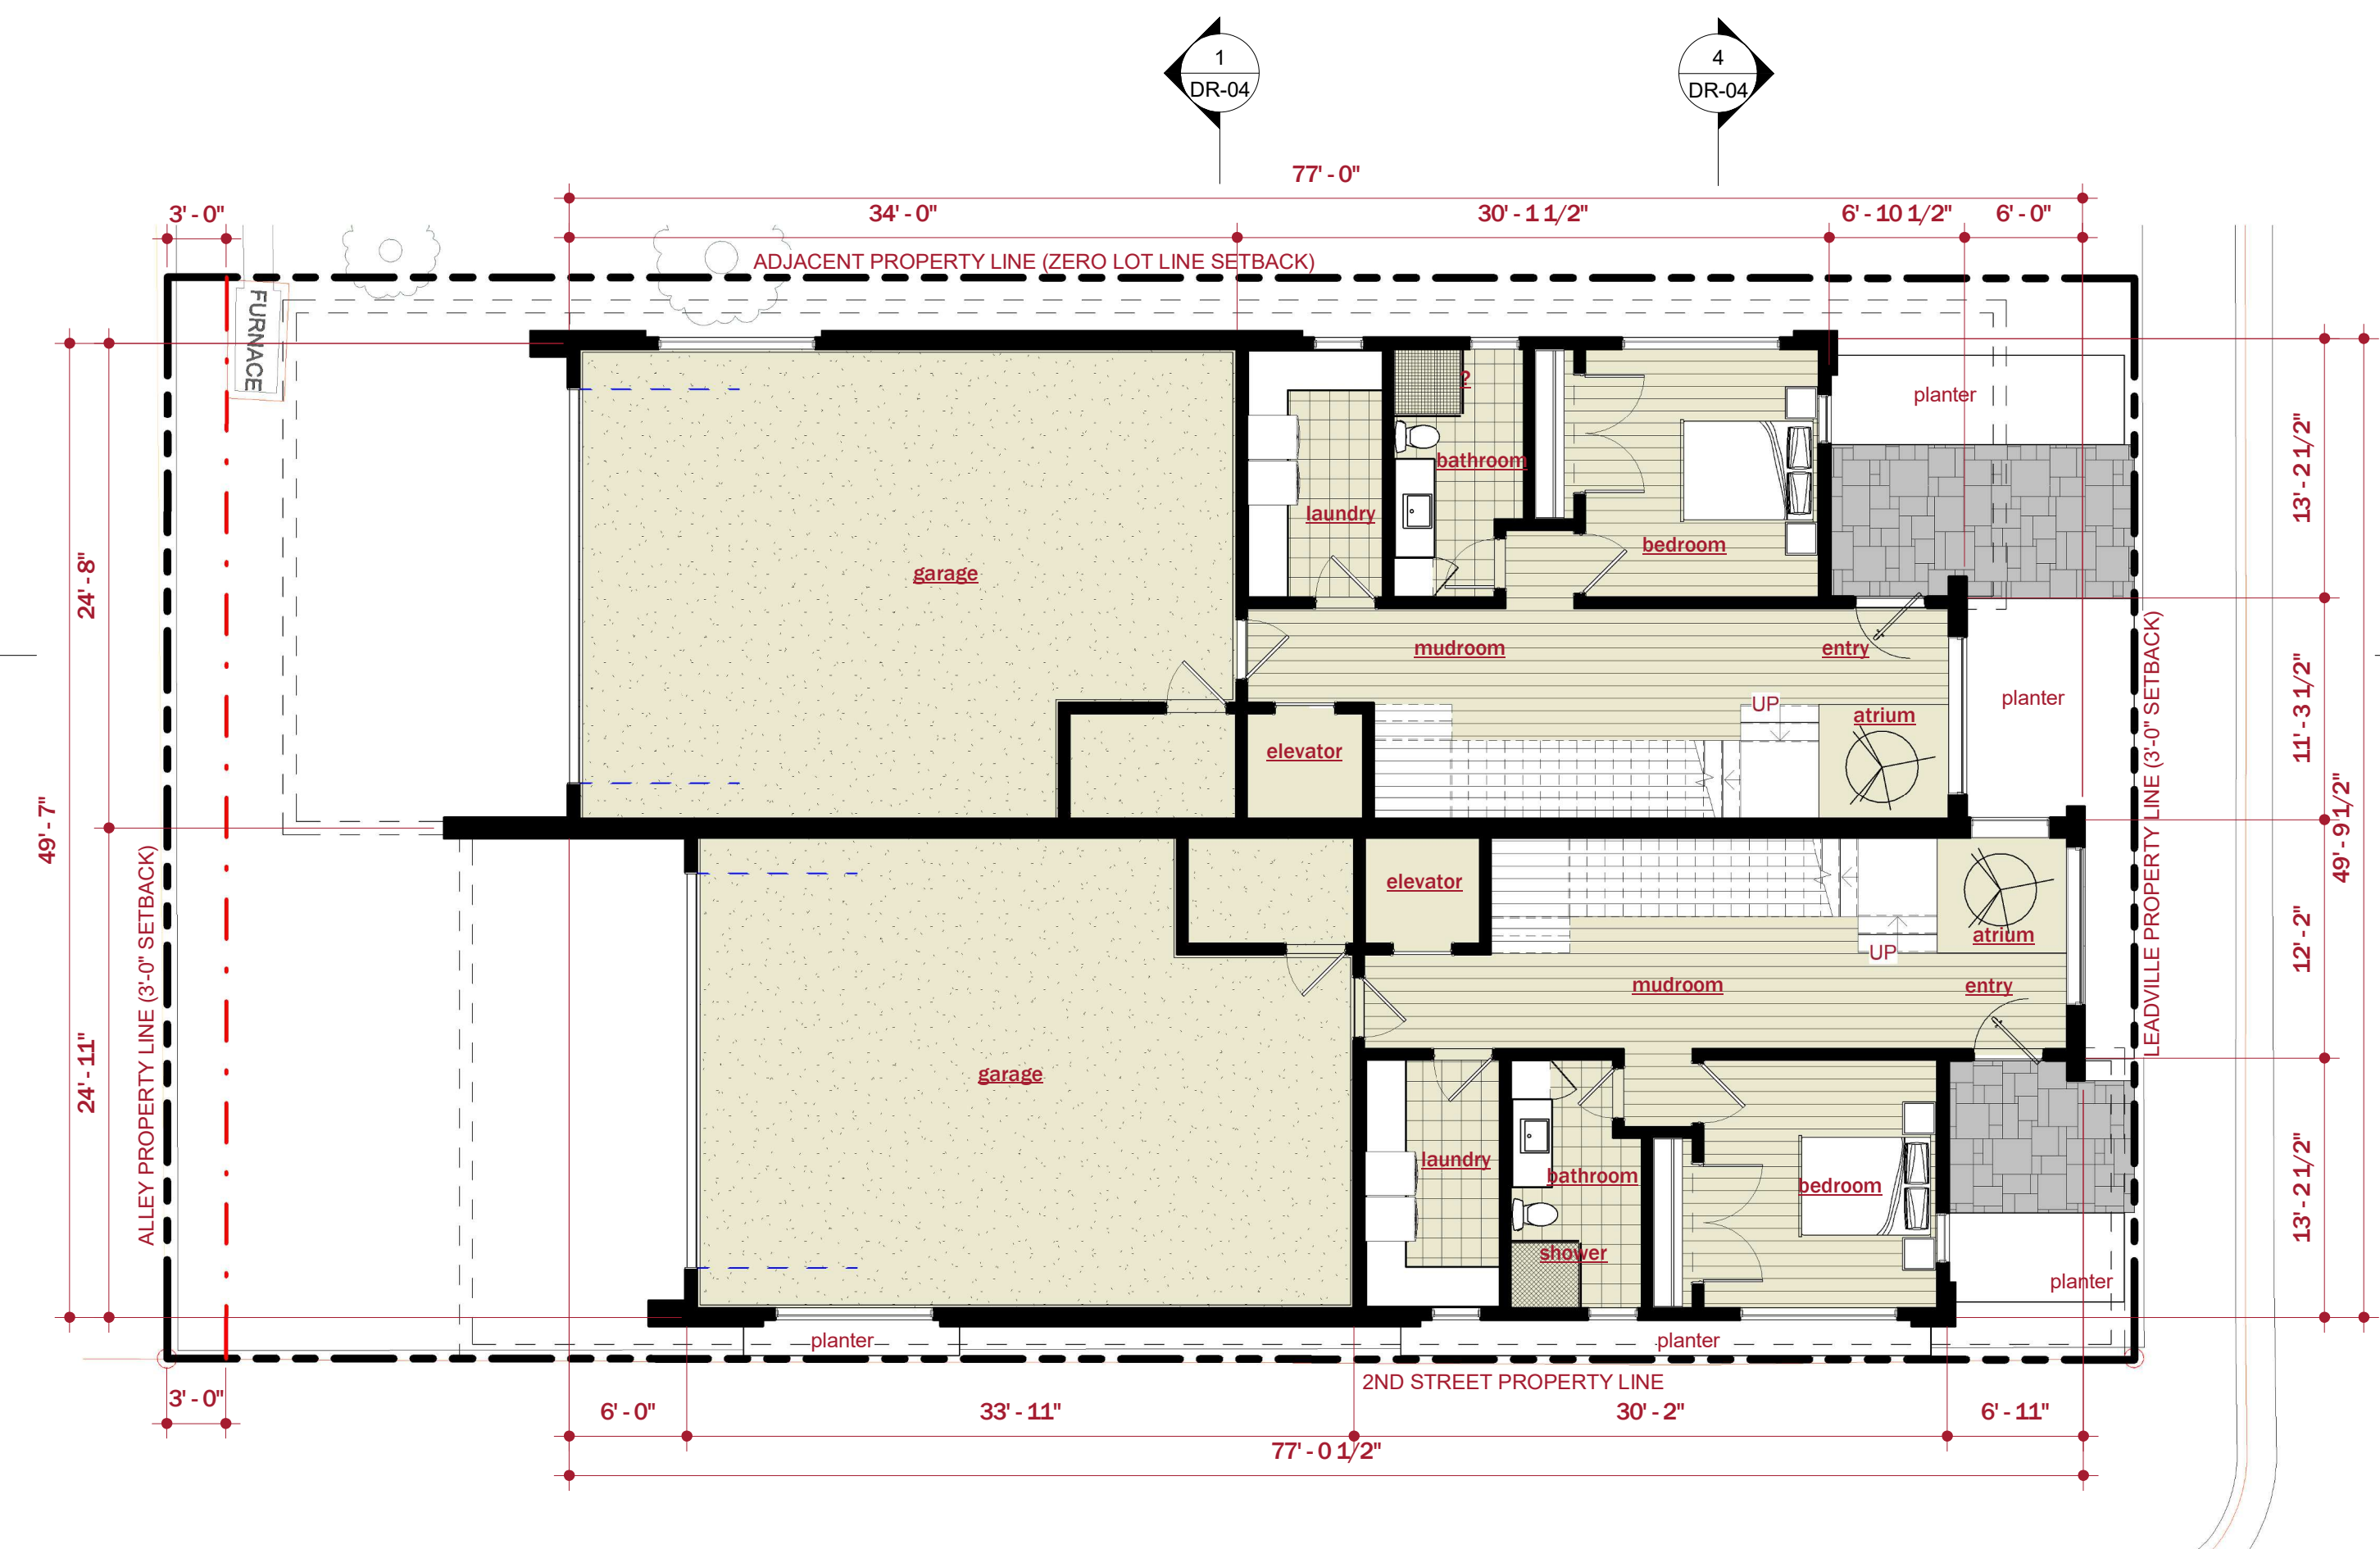 1
DR-04
4
DR-04
77' - 0"
3' - 0"
34' - 0"
30' - 1 1/2"
6' - 10 1/2"
6' - 0"
ADJACENT PROPERTY LINE (ZERO LOT LINE SETBACK)
FURNACE
planter
?
bathroom
laundry
bedroom
garage
13' - 2 1/2"
24' - 8"
mudroom
entry
UP
atrium
planter
elevator
11' - 3 1/2"
LEADVILLE PROPERTY LINE (3'-0" SETBACK)
49' - 7"
49' - 9 1/2"
elevator
atrium
UP
12' - 2"
mudroom
entry
ALLEY PROPERTY LINE (3'-0" SETBACK)
24' - 11"
garage
laundry
bathroom
bedroom
shower
13' - 2 1/2"
planter
planter
planter
2ND STREET PROPERTY LINE
3' - 0"
6' - 0"
33' - 11"
30' - 2"
6' - 11"
77' - 0 1/2"